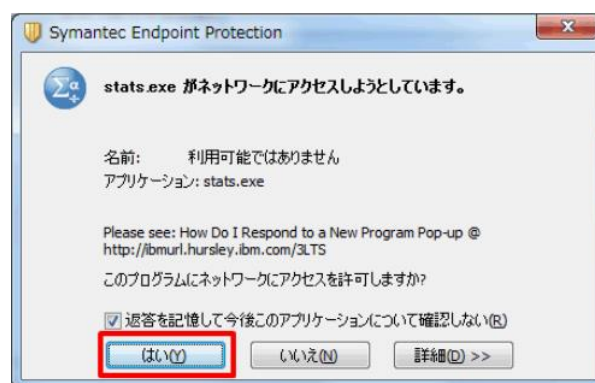 Symantec Endpoint Protection
stats.exe がネットワークにアクセスしようとしています。
名前: 利用可能ではありません
アプリケーション: stats.exe
Please see: How Do I Respond to a New Program Pop-up @
http://ibmurl.hursley.ibm.com/3LTS
このプログラムにネットワークにアクセスを許可しますか?
返答を記憶して今後このアプリケーションについて確認しない(R)
はい(Y) いいえ(N) 詳細(D) >>